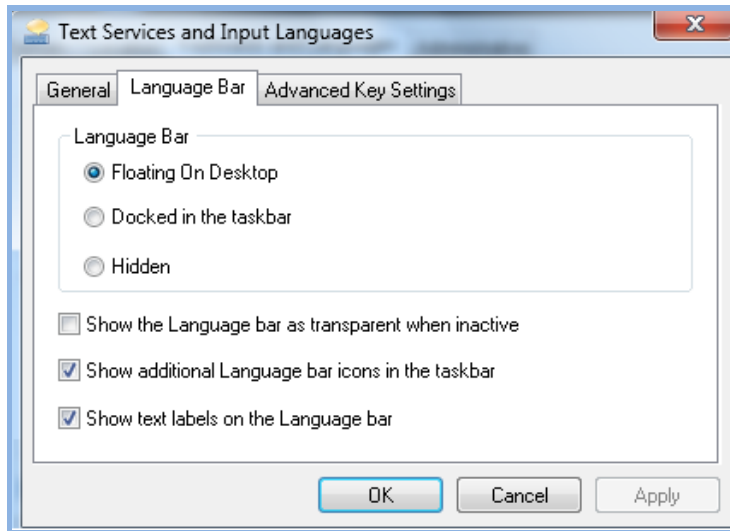 Text Services and Input Languages
General Language Bar Advanced Key Settings
Language Bar
Floating On Desktop
Docked in the taskbar
Hidden
Show the Language bar as transparent when inactive
Show additional Language bar icons in the taskbar
Show text labels on the Language bar
OK Cancel Apply